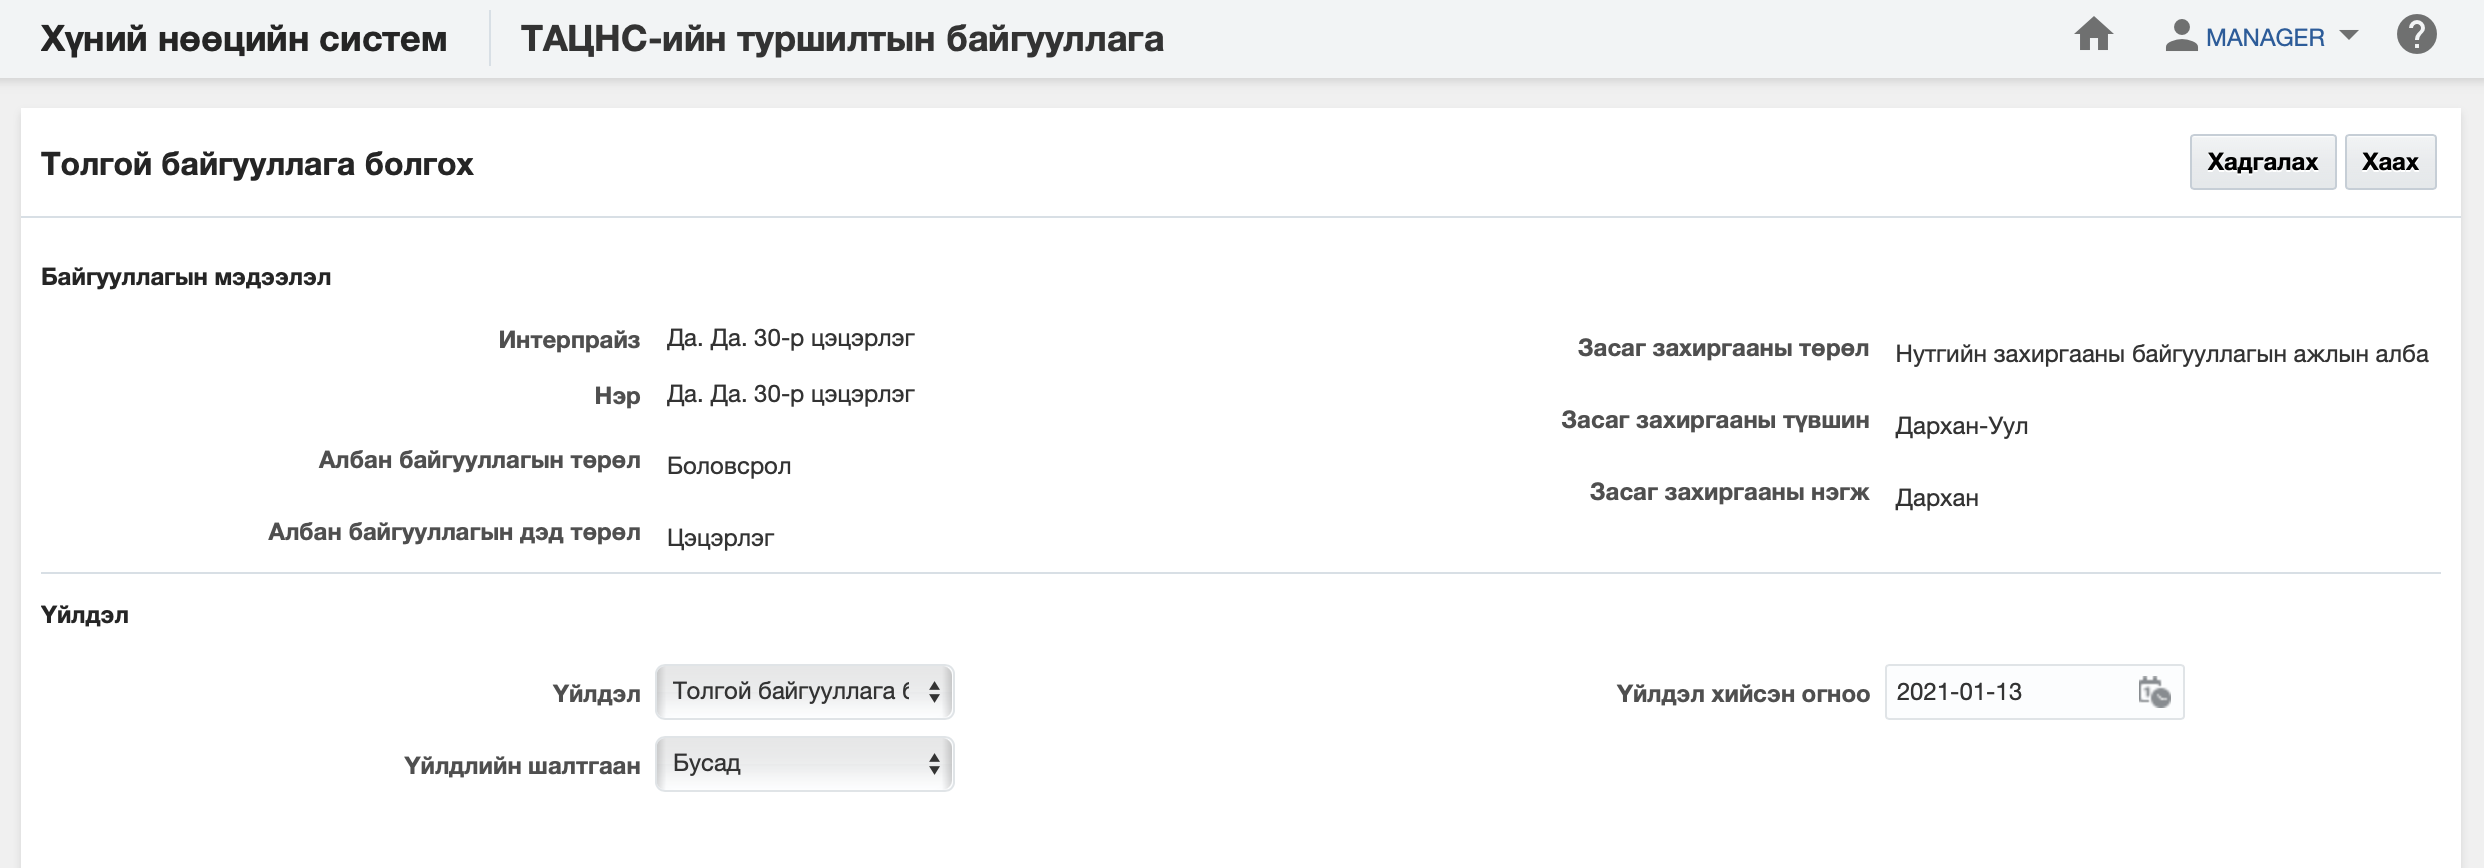 Хүний нөөцийн систем
ТАЦНС-ийн туршилтын байгууллага
MANAGER
?
Толгой байгууллага болгох
Хадгалах
Хаах
Байгууллагын мэдээлэл
Интерпрайз Да. Да. 30-р цэцэрлэг
Нэр Да. Да. 30-р цэцэрлэг
Албан байгууллагын төрөл Боловсрол
Албан байгууллагын дэд төрөл Цэцэрлэг
Засаг захиргааны төрөл Нутгийн захиргааны байгууллагын ажлын алба
Засаг захиргааны түвшин Дархан-Уул
Засаг захиргааны нэгж Дархан
Үйлдэл
Үйлдэл Толгой байгууллага
Үйлдлийн шалтгаан Бусад
Үйлдэл хийсэн огноо 2021-01-13